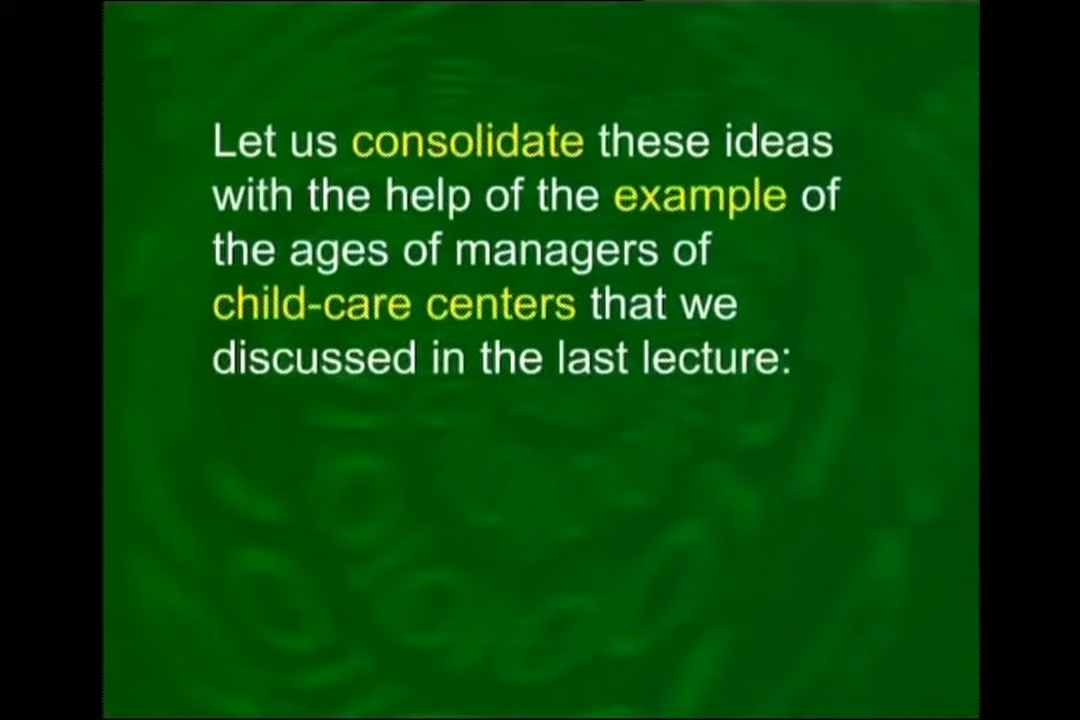 Let us consolidate these ideas
with the help of the example of
the ages of managers of
child-care centers that we
discussed in the last lecture: